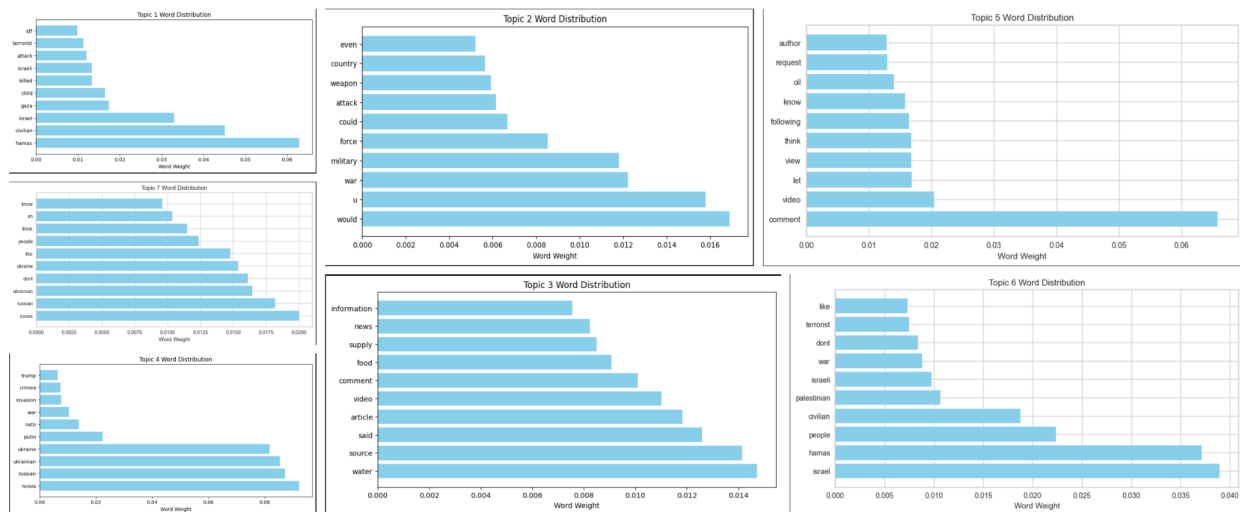 Topic 1 Word Distribution
idf
terrorist
attack
israeli
killed
child
gaza
israel
civilian
hamas
0.00 0.01 0.02 0.03 0.04 0.05 0.06
Word Weight
Topic 7 Word Distribution
know
im
think
people
like
ukraine
dont
ukrainian
russian
russia
0.0000 0.0025 0.0050 0.0075 0.0100 0.0125 0.0150 0.0175 0.0200
Word Weight
Topic 4 Word Distribution
trump
crimea
invasion
war
nato
putin
ukraine
ukrainian
russian
russia
0.00 0.02 0.04 0.06 0.08
Word Weight
Topic 2 Word Distribution
even
country
weapon
attack
could
force
military
war
u
would
0.000 0.002 0.004 0.006 0.008 0.010 0.012 0.014 0.016
Word Weight
Topic 3 Word Distribution
information
news
supply
food
comment
video
article
said
source
water
0.000 0.002 0.004 0.006 0.008 0.010 0.012 0.014
Word Weight
Topic 5 Word Distribution
author
request
oil
know
following
think
view
let
video
comment
0.00 0.01 0.02 0.03 0.04 0.05 0.06
Word Weight
Topic 6 Word Distribution
like
terrorist
dont
war
israeli
palestinian
civilian
people
hamas
israel
0.000 0.005 0.010 0.015 0.020 0.025 0.030 0.035 0.040
Word Weight